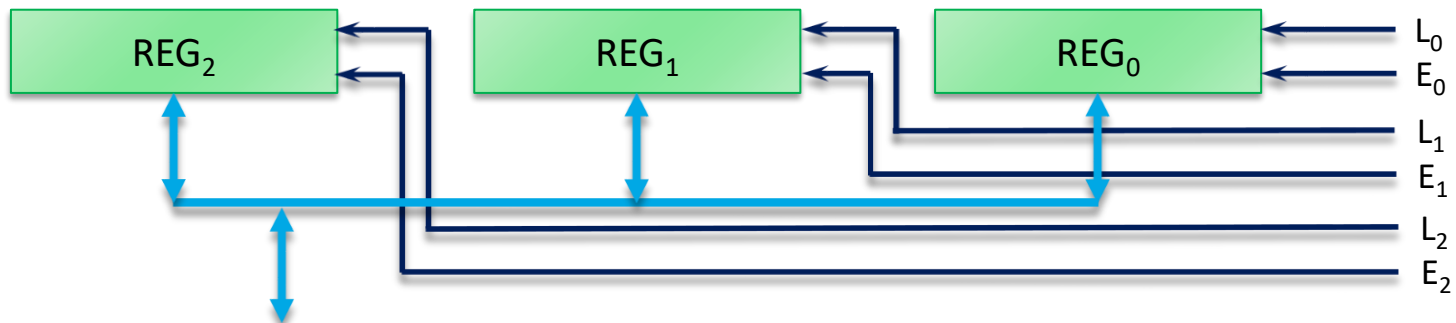 REG₂ REG₁ REG₀
L₀
E₀
L₁
E₁
L₂
E₂